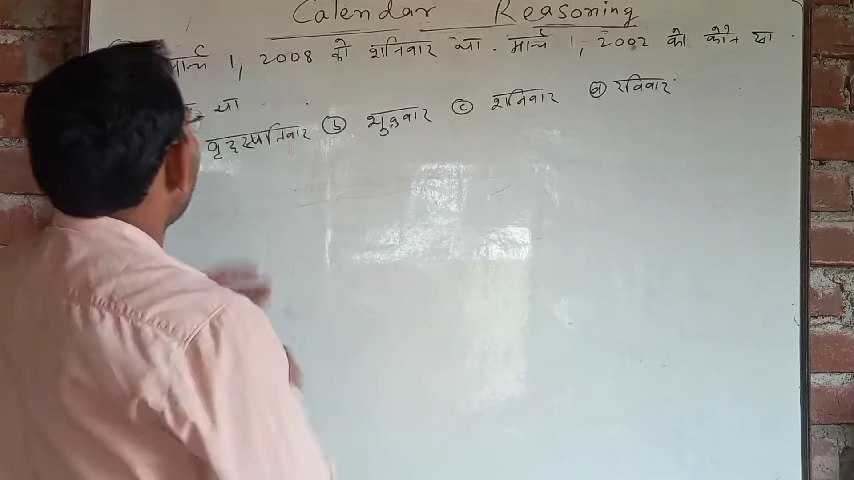 Calendar Reasoning
मार्च 1, 2008 को शनिवार था. मार्च 1, 2002 को कौन सा
था
बृहस्पतिवार (b) शुक्रवार (c) शनिवार (d) रविवार